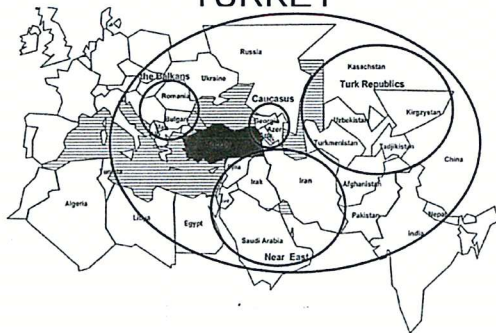 TURKEY
Russia
Kasachstan
the Balkans
Ukraine
Turk Republics
Romania
Caucasus
Kirgyzstan
Bulgari
Georgia
Uzbekistan
Azer
Turkmenistan
Tadjikistan
China
Irak
Iran
Afghanistan
Algeria
Libya
Egypt
Pakistan
Nepal
India
Saudi Arabia
Near East